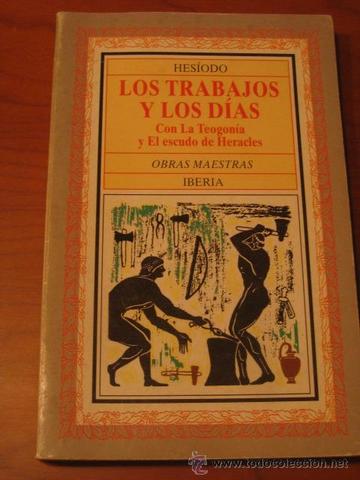 HESÍODO
LOS TRABAJOS
Y LOS DÍAS
Con La Teogonía
y El escudo de Heracles
OBRAS MAESTRAS
IBERIA
www.todocoleccion.net